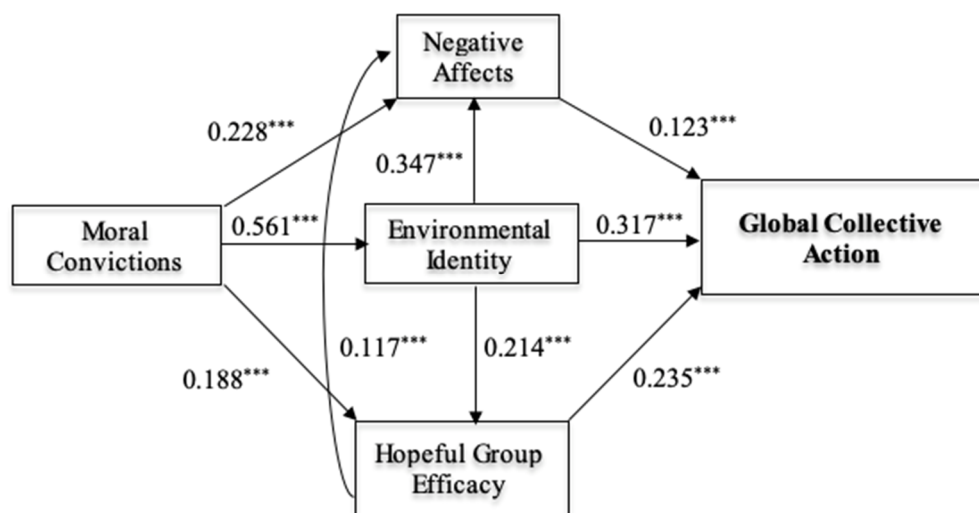 Negative
Affects
0.228***
0.123***
0.347***
Moral
Convictions
0.561***
Environmental
Identity
0.317***
Global Collective
Action
0.188***
0.117***
0.214***
0.235***
Hopeful Group
Efficacy